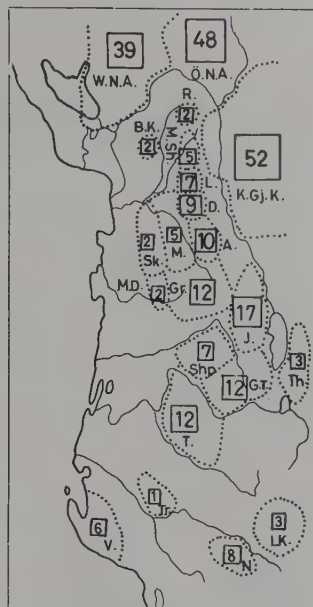 39
48
W.N.A.
Ö.N.A.
R.
2
B.K.
2
M.Sh.
5
52
7
L.
K.Gj.K.
9
D.
2
5
10
A.
Sk.
M.
M.D.
2
Gr.
12
17
J.
7
3
Shp.
12
G.T.
Th.
12
T.
1
Tr.
3
6
V.
8
N
LK.